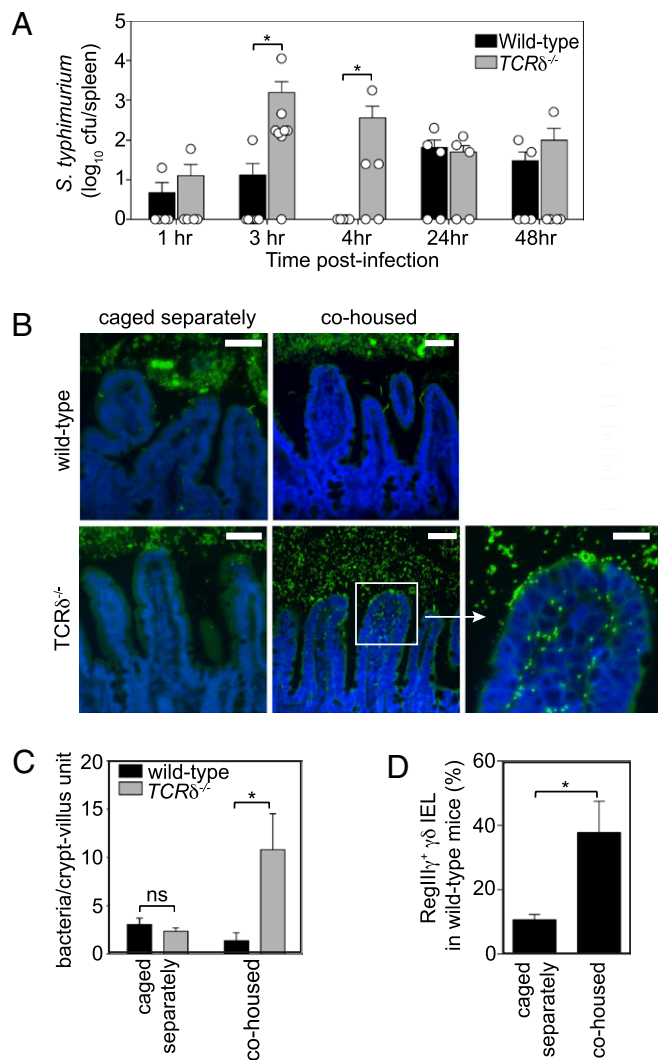 A
S. typhimurium
(log10 cfu/spleen)
5
4
3
2
1
0
*
*
Wild-type
TCRδ-/-
1 hr
3 hr
4hr
24hr
48hr
Time post-infection
B
caged separately
co-housed
wild-type
TCRδ-/-
C
bacteria/crypt-villus unit
20
15
10
5
0
wild-type
TCRδ-/-
ns
*
caged
separately
co-housed
D
RegIIIγ+ γδ IEL
in wild-type mice (%)
60
40
20
0
*
caged
separately
co-housed